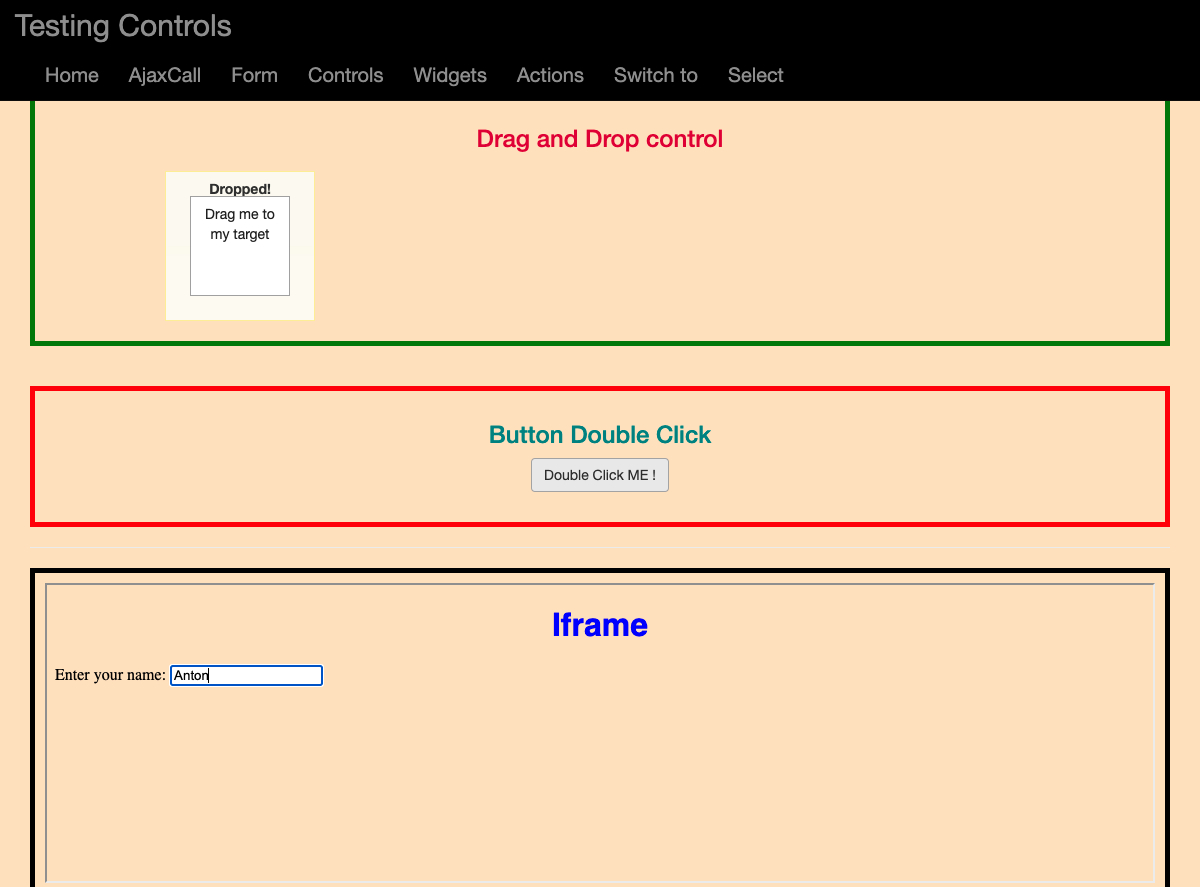 Testing Controls
Home AjaxCall Form Controls Widgets Actions Switch to Select
Drag and Drop control
Dropped!
Drag me to
my target
Button Double Click
Double Click ME !
Iframe
Enter your name: Anton